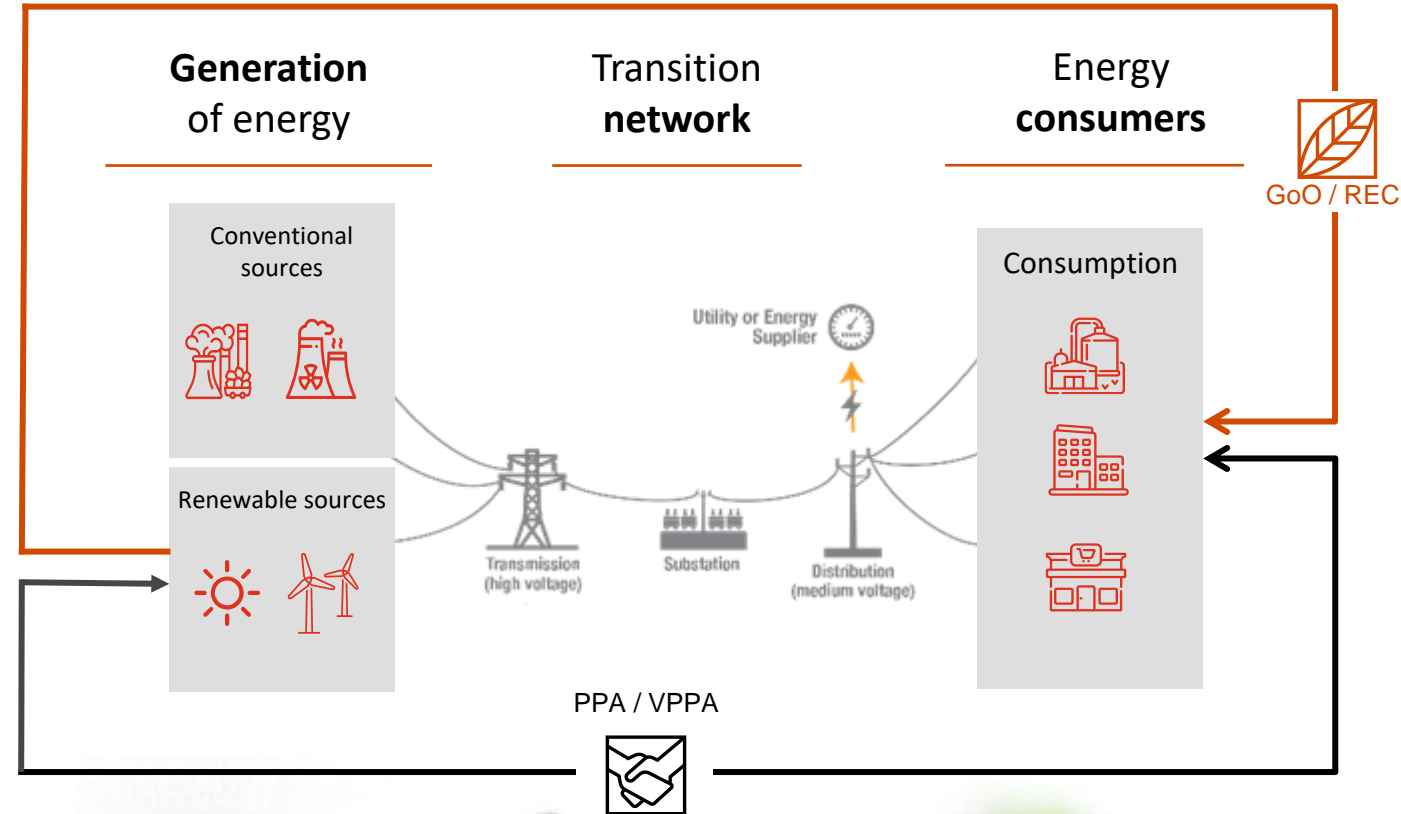 Generation
of energy
Transition
network
Energy
consumers
GoO / REC
Conventional
sources
Renewable sources
Utility or Energy
Supplier
Transmission
(high voltage)
Substation
Distribution
(medium voltage)
Consumption
PPA / VPPA